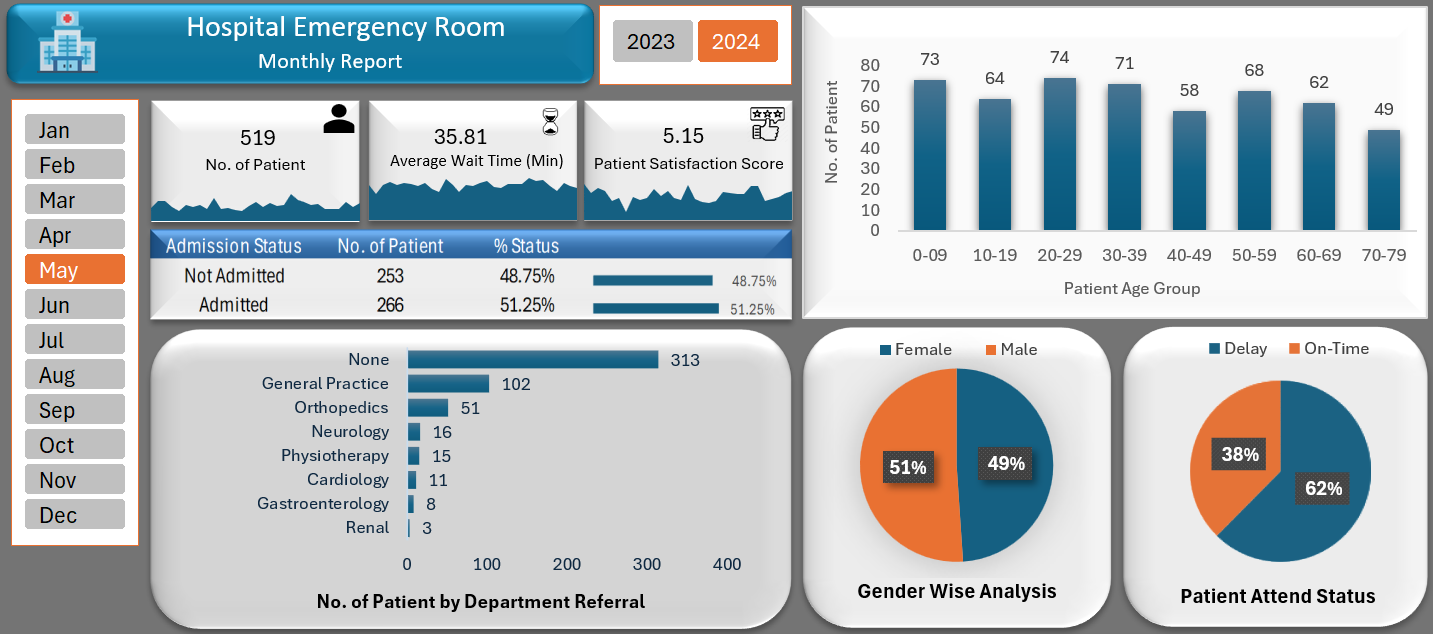 Hospital Emergency Room
Monthly Report
2023 2024
Jan
Feb
Mar
Apr
May
Jun
Jul
Aug
Sep
Oct
Nov
Dec
519
No. of Patient
35.81
Average Wait Time (Min)
5.15
Patient Satisfaction Score
Admission Status No. of Patient % Status
Not Admitted 253 48.75% 48.75%
Admitted 266 51.25% 51.25%
No. of Patient
80
70
60
50
40
30
20
10
0
73 64 74 71 58 68 62 49
0-09 10-19 20-29 30-39 40-49 50-59 60-69 70-79
Patient Age Group
None 313
General Practice 102
Orthopedics 51
Neurology 16
Physiotherapy 15
Cardiology 11
Gastroenterology 8
Renal 3
0 100 200 300 400
No. of Patient by Department Referral
Female Male
51% 49%
Gender Wise Analysis
Delay On-Time
38%
62%
Patient Attend Status